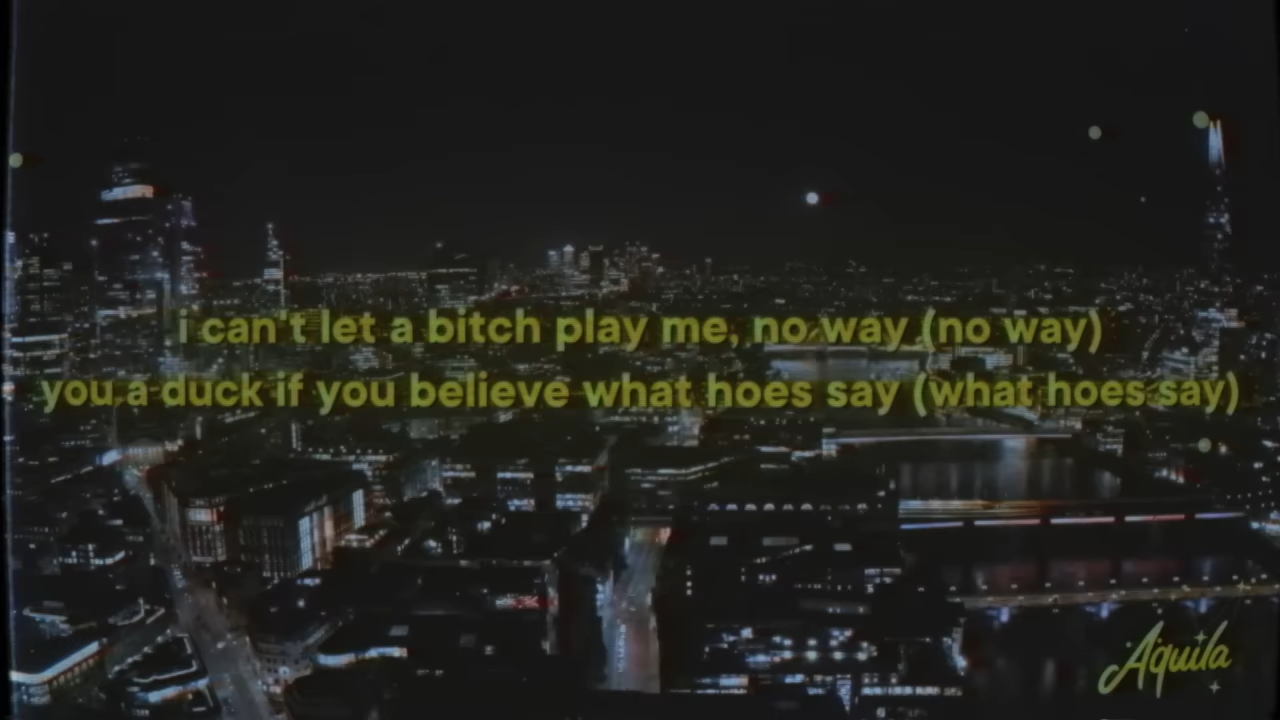 i can't let a bitch play me, no way (no way)
you a duck if you believe what hoes say (what hoes say)
Aquila